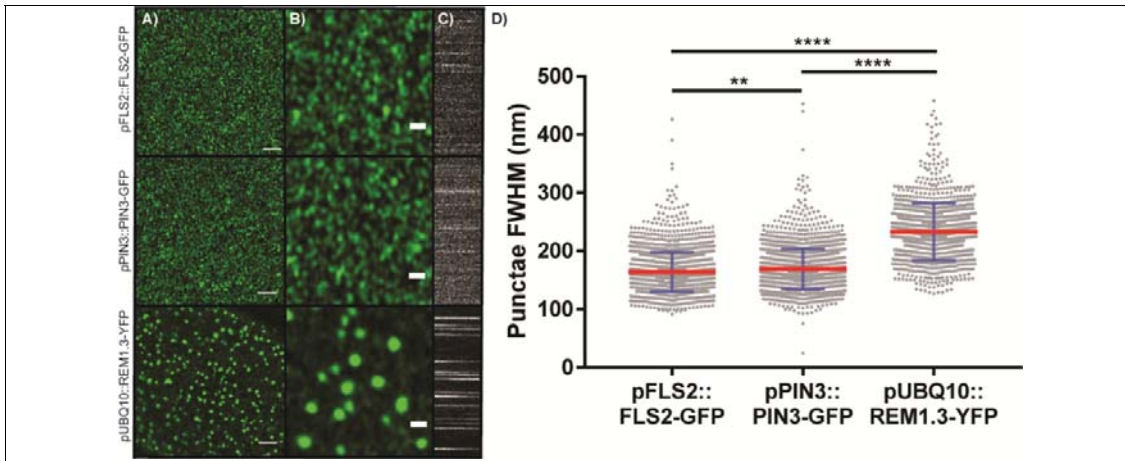 A)
B)
C)
D)
pFLS2::FLS2-GFP
pPIN3::PIN3-GFP
pUBQ10::REM1.3-YFP
****
**
****
Punctae FWHM (nm)
500
400
300
200
100
0
pFLS2::
FLS2-GFP
pPIN3::
PIN3-GFP
pUBQ10::
REM1.3-YFP